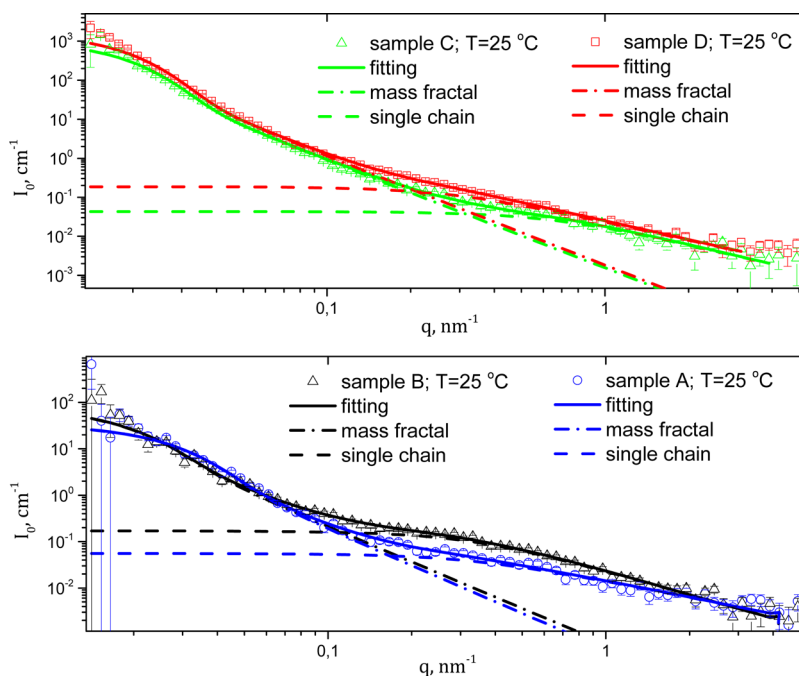 10³
10²
10¹
10⁰
10⁻¹
10⁻²
10⁻³
I₀, cm⁻¹
sample C; T=25 °C
fitting
mass fractal
single chain
sample D; T=25 °C
fitting
mass fractal
single chain
0,1
1
q, nm⁻¹
10²
10¹
10⁰
10⁻¹
10⁻²
I₀, cm⁻¹
sample B; T=25 °C
fitting
mass fractal
single chain
sample A; T=25 °C
fitting
mass fractal
single chain
0,1
1
q, nm⁻¹